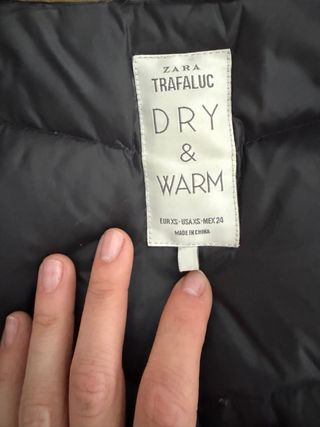 ZARA
TRAFALUC
DRY
&
WARM
EUR XS · USA XS · MEX 24
MADE IN CHINA